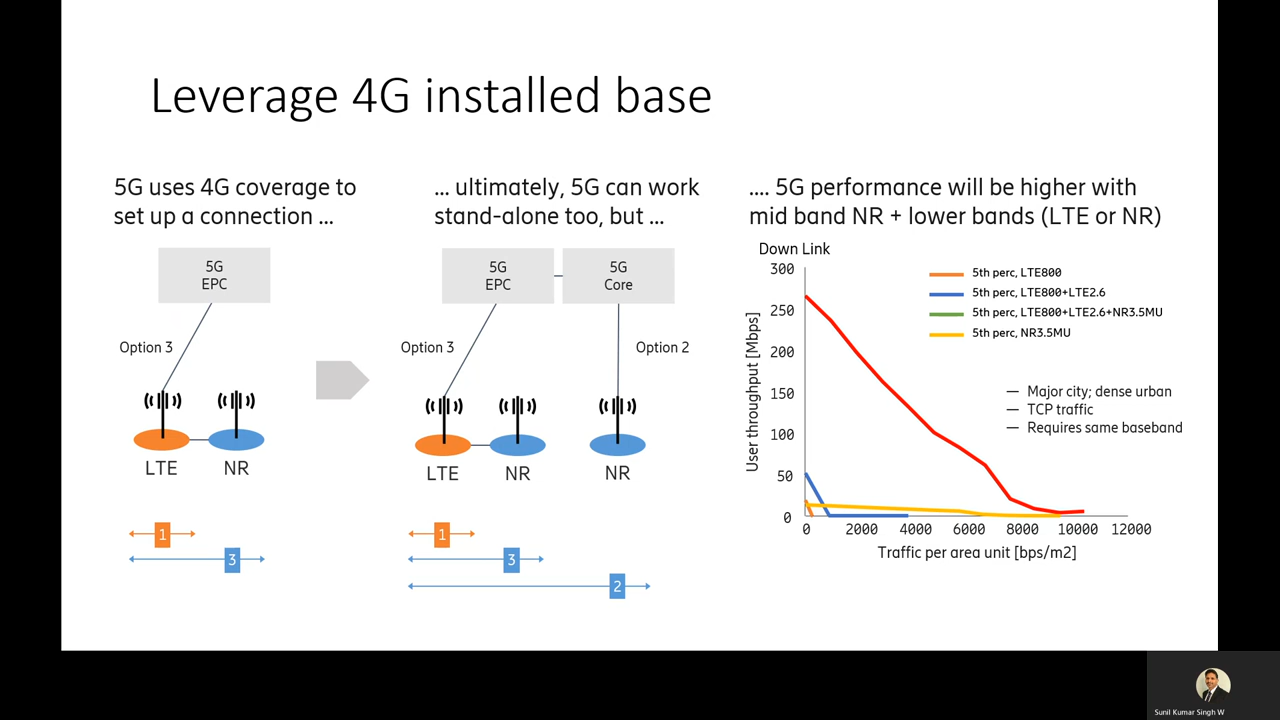 Leverage 4G installed base
5G uses 4G coverage to
set up a connection ...
5G
EPC
Option 3
LTE
NR
1
3
... ultimately, 5G can work
stand-alone too, but ...
5G
EPC
5G
Core
Option 3
Option 2
LTE
NR
NR
1
3
2
.... 5G performance will be higher with
mid band NR + lower bands (LTE or NR)
Down Link
300
250
200
150
100
50
0
User throughput [Mbps]
5th perc, LTE800
5th perc, LTE800+LTE2.6
5th perc, LTE800+LTE2.6+NR3.5MU
5th perc, NR3.5MU
— Major city; dense urban
— TCP traffic
— Requires same baseband
0 2000 4000 6000 8000 10000 12000
Traffic per area unit [bps/m2]
Sunil Kumar Singh W